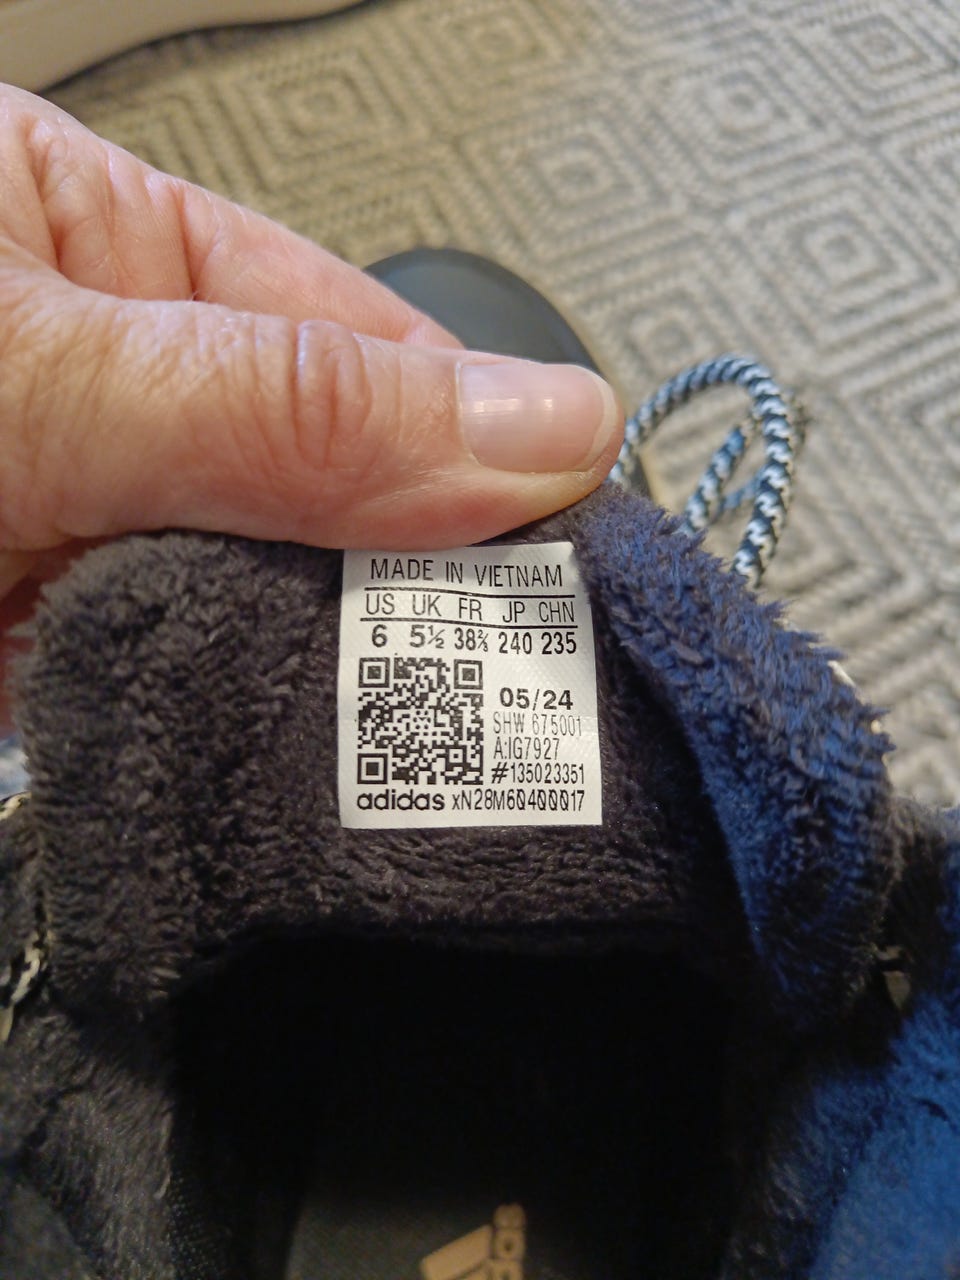 MADE IN VIETNAM
US UK FR JP CHN
6 5½ 38⅔ 240 235
05/24
SHW 675001
A:IG7927
#135023351
adidas xN28M6Q4Q0Q17